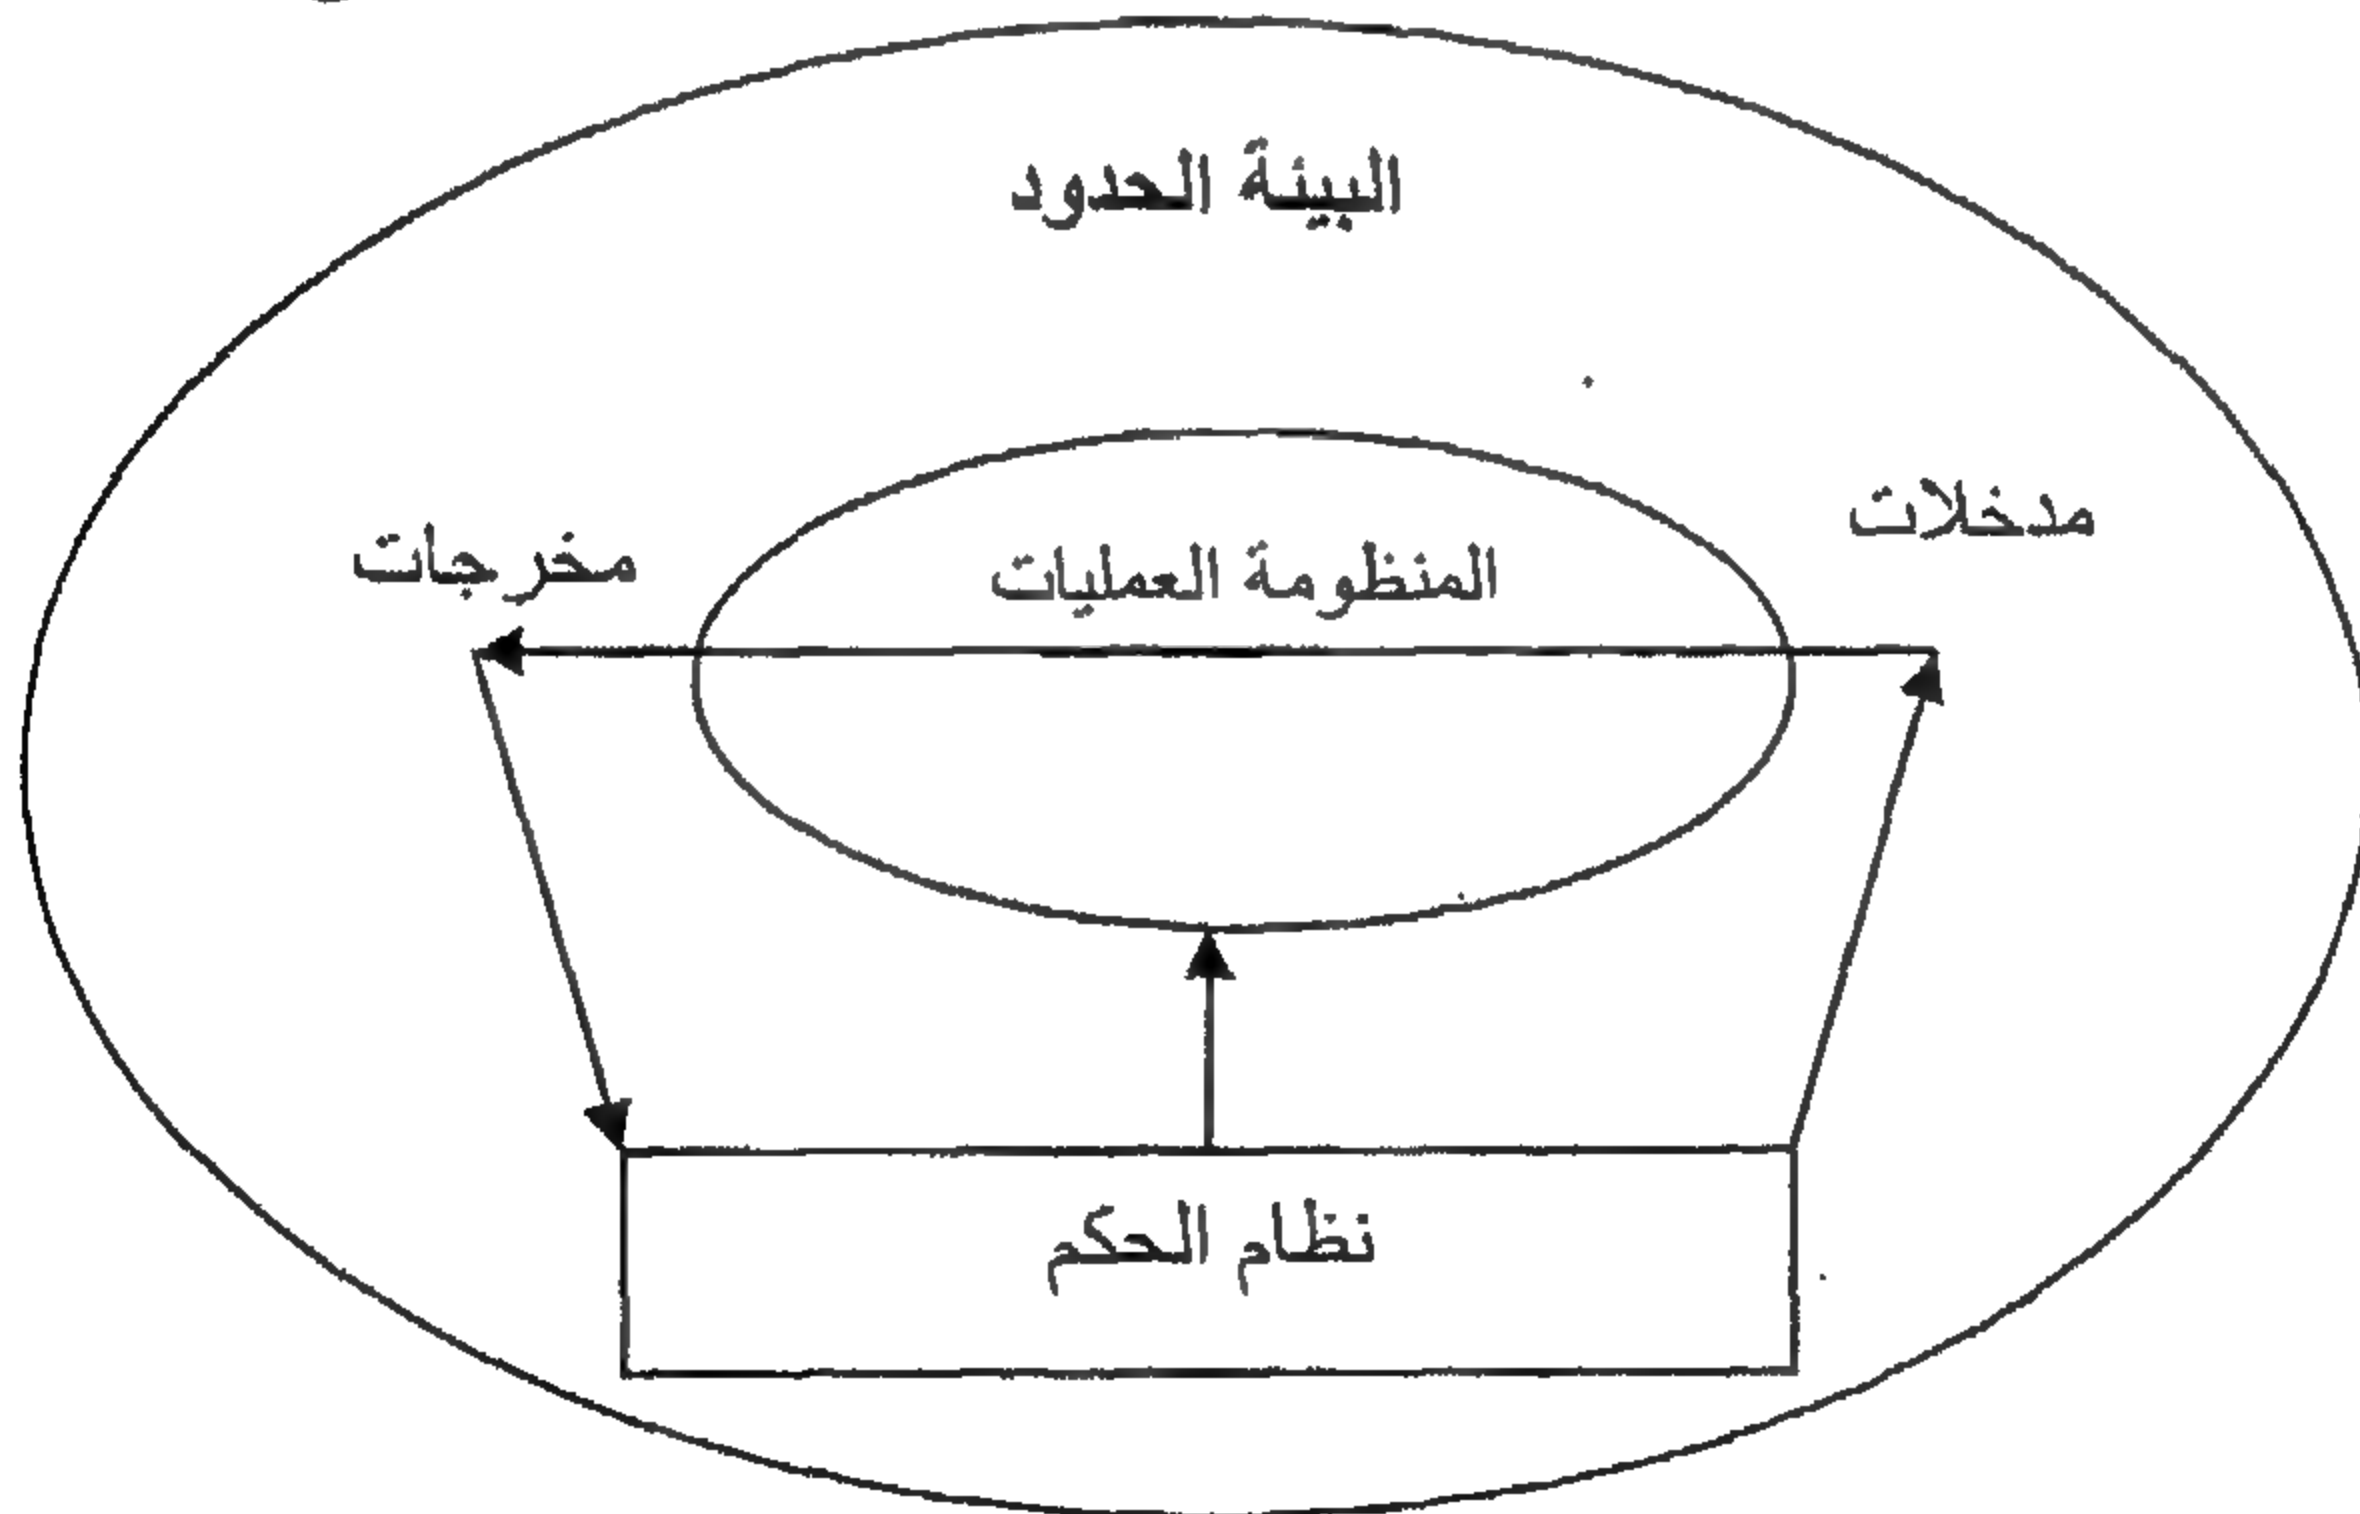 البيئة الحدود
مدخلات
المنظومة العمليات
مخرجات
نظام الحكم